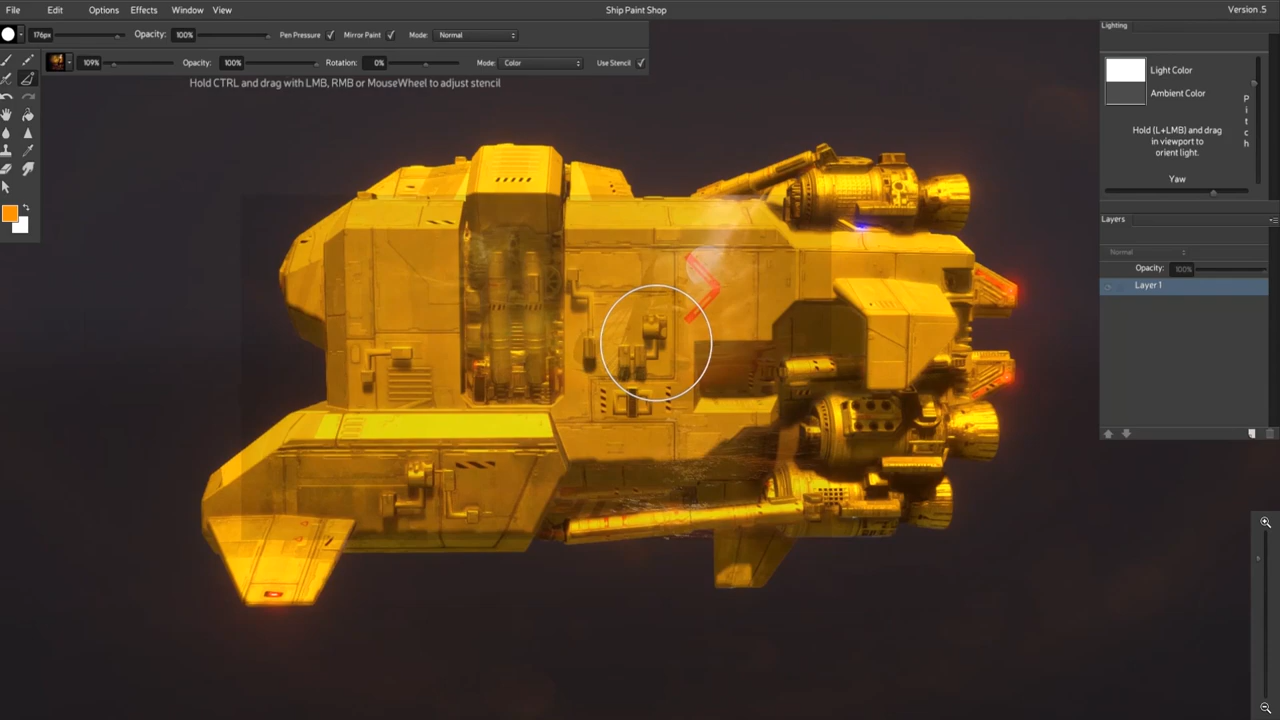 File Edit Options Effects Window View Ship Paint Shop Version .5
176px Opacity: 100% Pen Pressure Mirror Paint Mode: Normal
109% Opacity: 100% Rotation: 0% Mode: Color Use Stencil
Hold CTRL and drag with LMB, RMB or MouseWheel to adjust stencil
Lighting
Light Color
Ambient Color
Pitch
Hold (L+LMB) and drag
in viewport to
orient light.
Yaw
Layers
Normal
Opacity: 100%
Layer 1